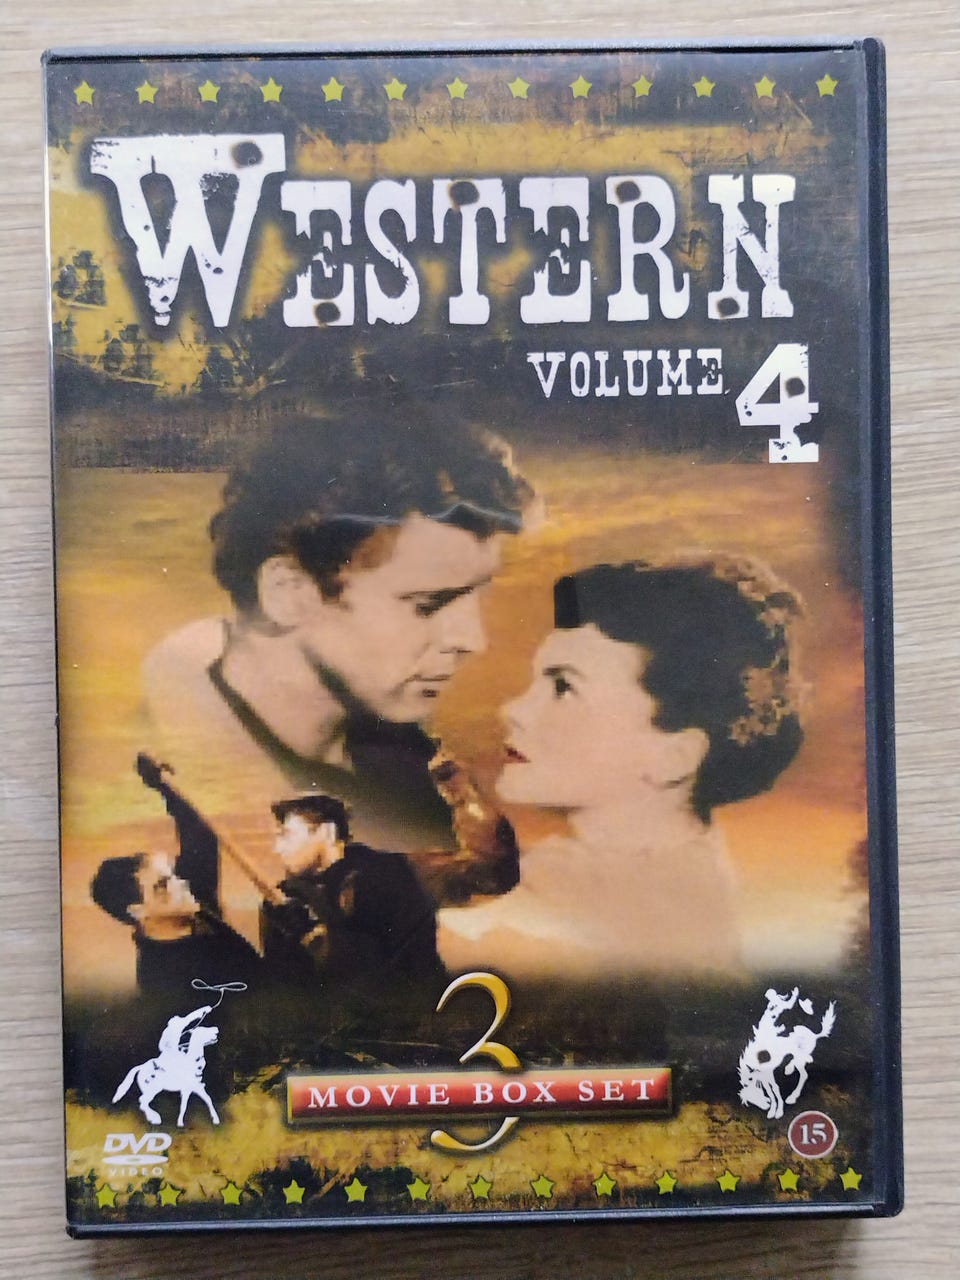 WESTERN
VOLUME 4
3
MOVIE BOX SET
DVD
VIDEO
15